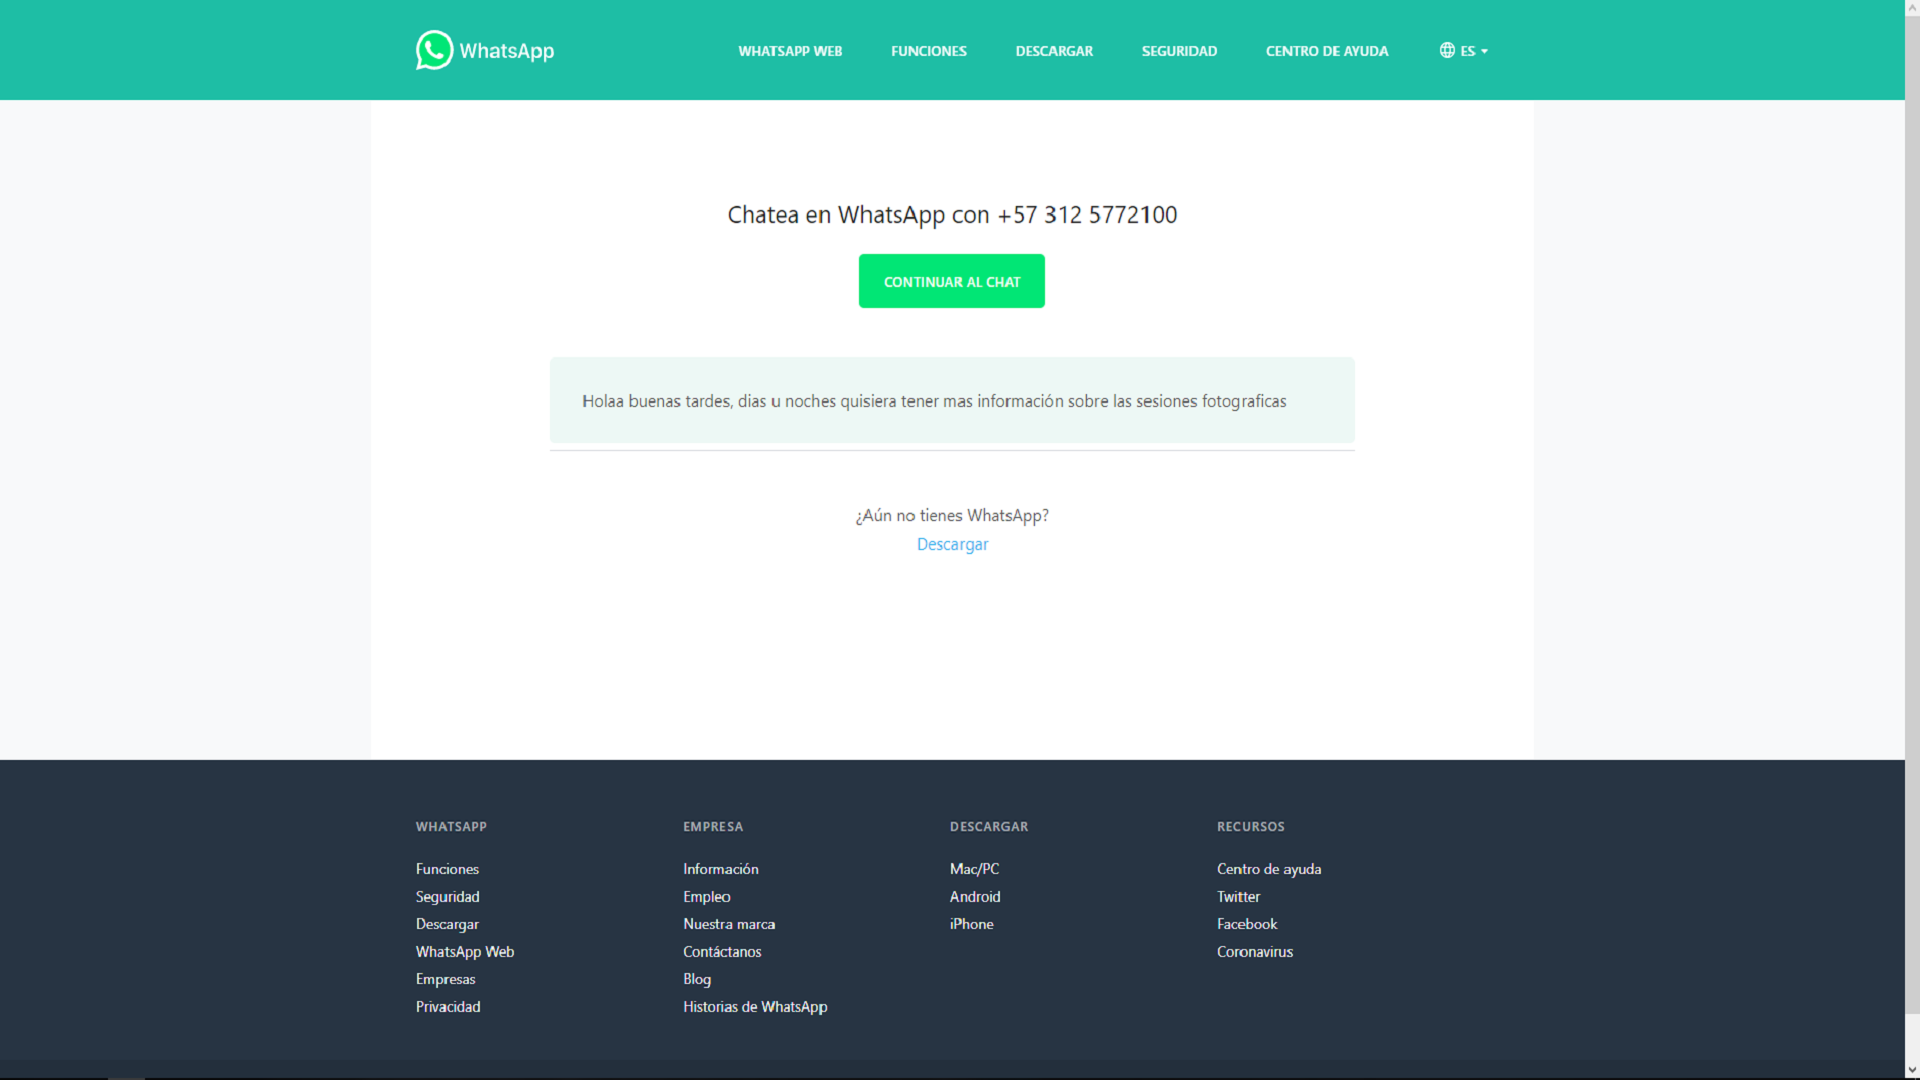 WhatsApp
WHATSAPP WEB
FUNCIONES
DESCARGAR
SEGURIDAD
CENTRO DE AYUDA
ES
Chatea en WhatsApp con +57 312 5772100
CONTINUAR AL CHAT
Holaa buenas tardes, dias u noches quisiera tener mas información sobre las sesiones fotograficas
¿Aún no tienes WhatsApp?
Descargar
WHATSAPP
Funciones
Seguridad
Descargar
WhatsApp Web
Empresas
Privacidad
EMPRESA
Información
Empleo
Nuestra marca
Contáctanos
Blog
Historias de WhatsApp
DESCARGAR
Mac/PC
Android
iPhone
RECURSOS
Centro de ayuda
Twitter
Facebook
Coronavirus